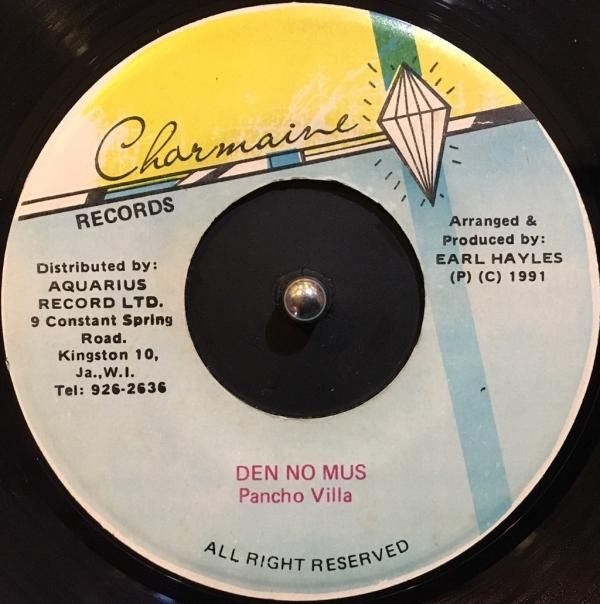 Charmaine
RECORDS
Distributed by:
AQUARIUS
RECORD LTD.
9 Constant Spring
Road.
Kingston 10,
Ja.,W.I.
Tel: 926-2636
Arranged &
Produced by:
EARL HAYLES
(P) (C) 1991
DEN NO MUS
Pancho Villa
ALL RIGHT RESERVED